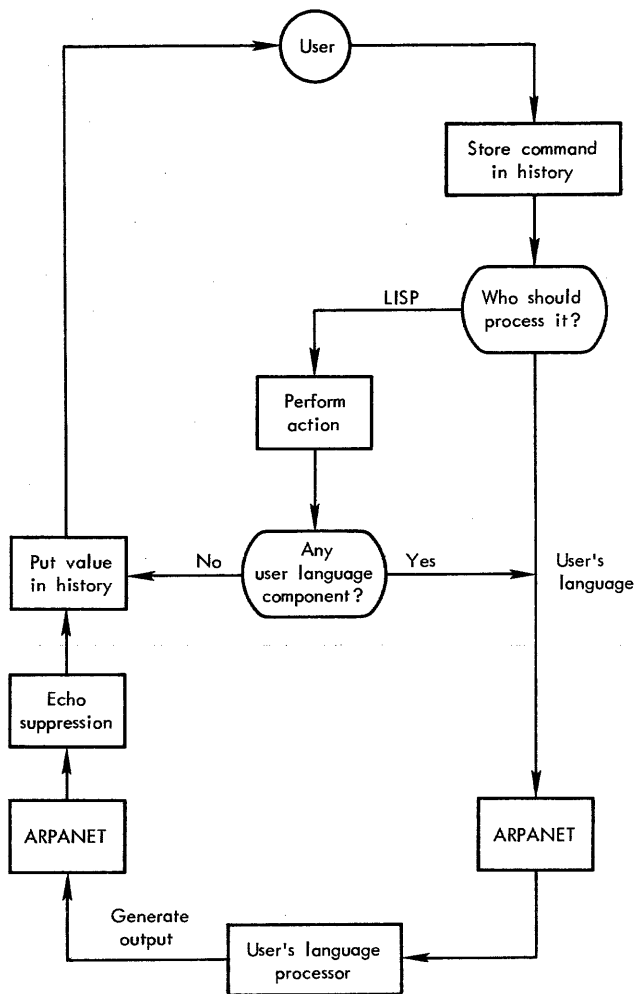 User
Store command
in history
Who should
process it?
LISP
Perform
action
Any
user language
component?
No
Yes
Put value
in history
User's
language
Echo
suppression
ARPANET
ARPANET
Generate
output
User's language
processor